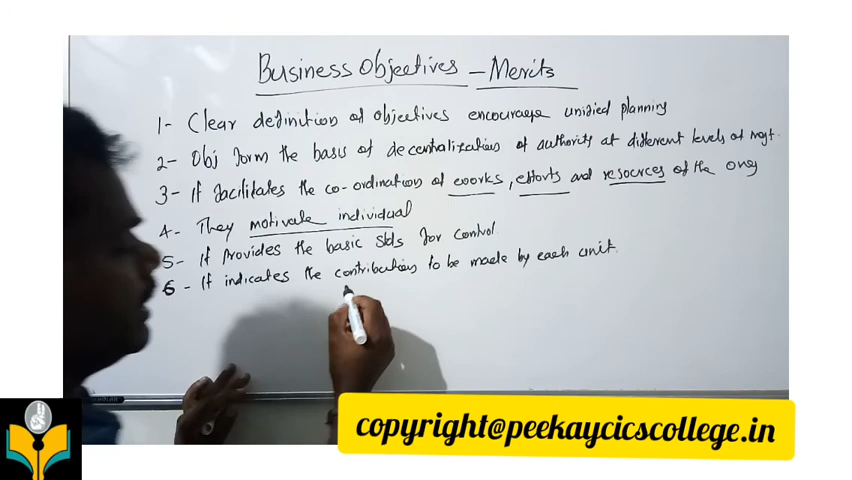 Business Objectives - Merits
1- Clear definition of objectives encourage unified planning
2- Obj form the basis of decentralization of authority at different levels of mgt.
3- It facilitates the co-ordination of works, efforts and resources of the org
4- They motivate individual
5- It provides the basic stds for control
6- It indicates the contribution to be made by each unit
copyright@peekaycicscollege.in